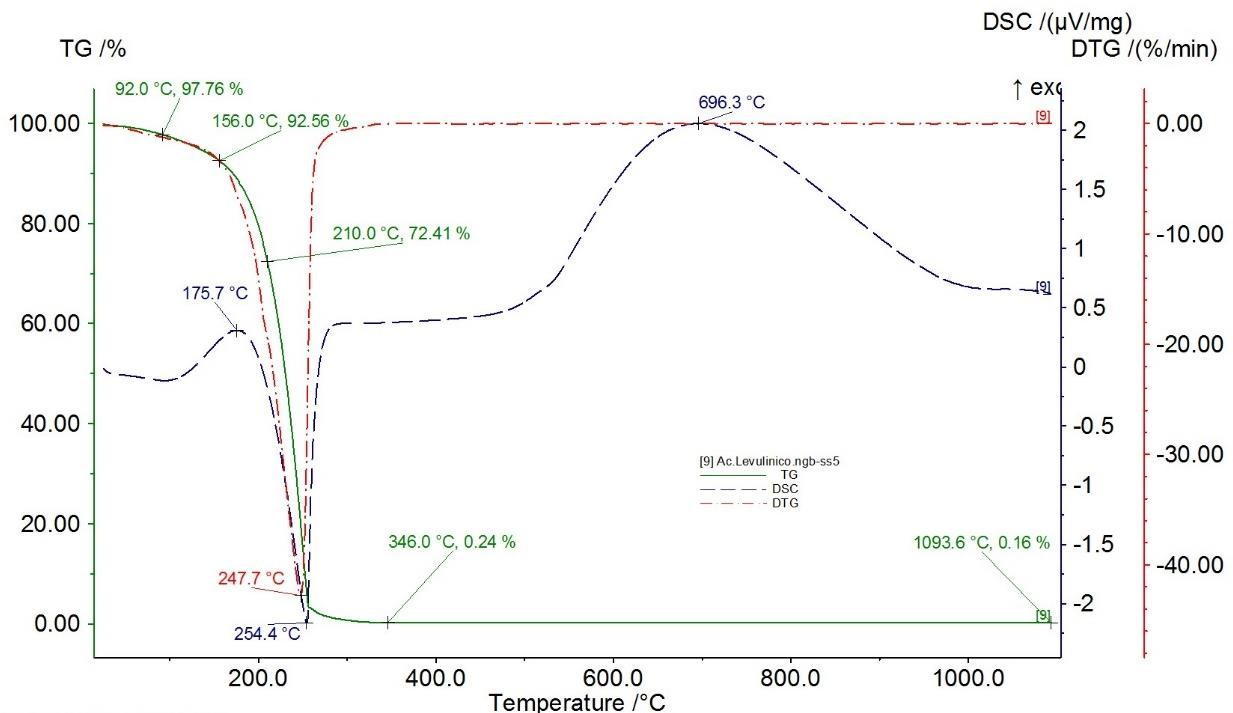 DSC /(µV/mg)
TG /%
DTG /(%/min)
↑ exo
92.0 °C, 97.76 %
156.0 °C, 92.56 %
696.3 °C
[9]
100.00
2
0.00
1.5
80.00
210.0 °C, 72.41 %
-10.00
1
175.7 °C
[9]
0.5
60.00
-20.00
0
40.00
-0.5
-30.00
[9] Ac.Levulinico.ngb-ss5
TG
DSC
DTG
-1
20.00
346.0 °C, 0.24 %
1093.6 °C, 0.16 %
-1.5
-40.00
247.7 °C
-2
[9]
0.00
254.4 °C
200.0
400.0
600.0
800.0
1000.0
Temperature /°C